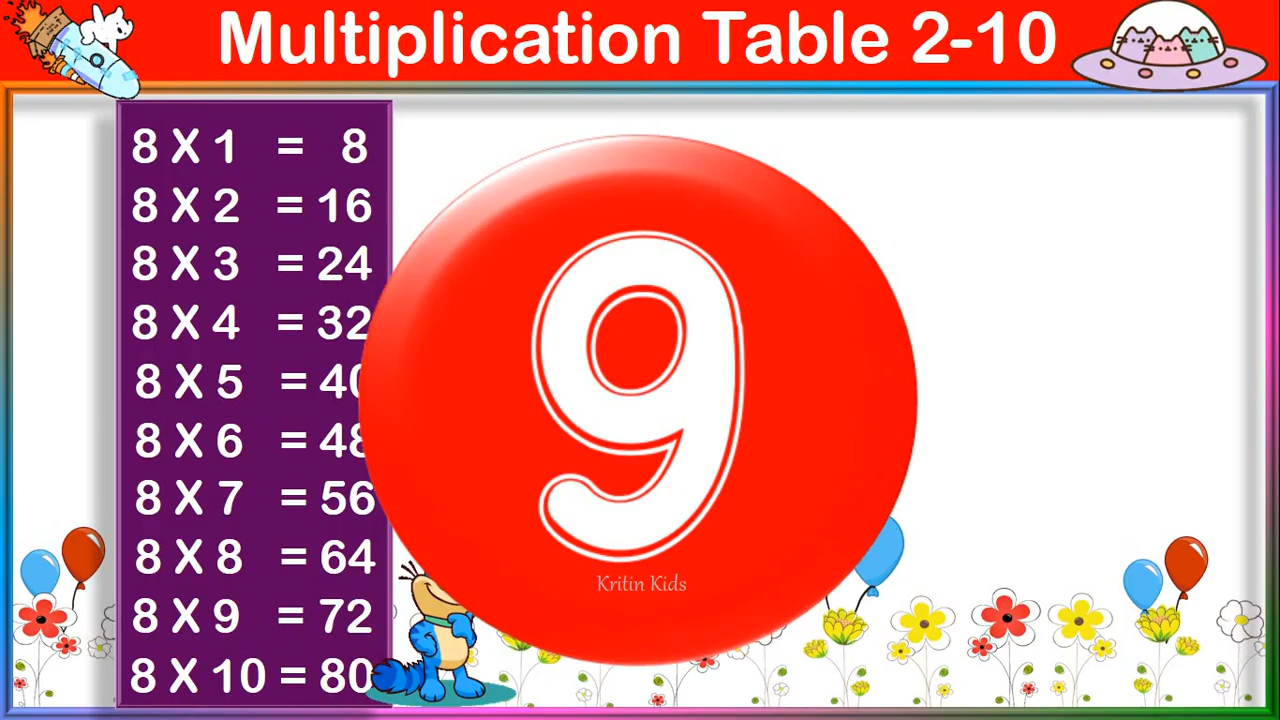 Multiplication Table 2-10
8 X 1 = 8
8 X 2 = 16
8 X 3 = 24
8 X 4 = 32
8 X 5 = 40
8 X 6 = 48
8 X 7 = 56
8 X 8 = 64
8 X 9 = 72
8 X 10 = 80
9
Kritin Kids